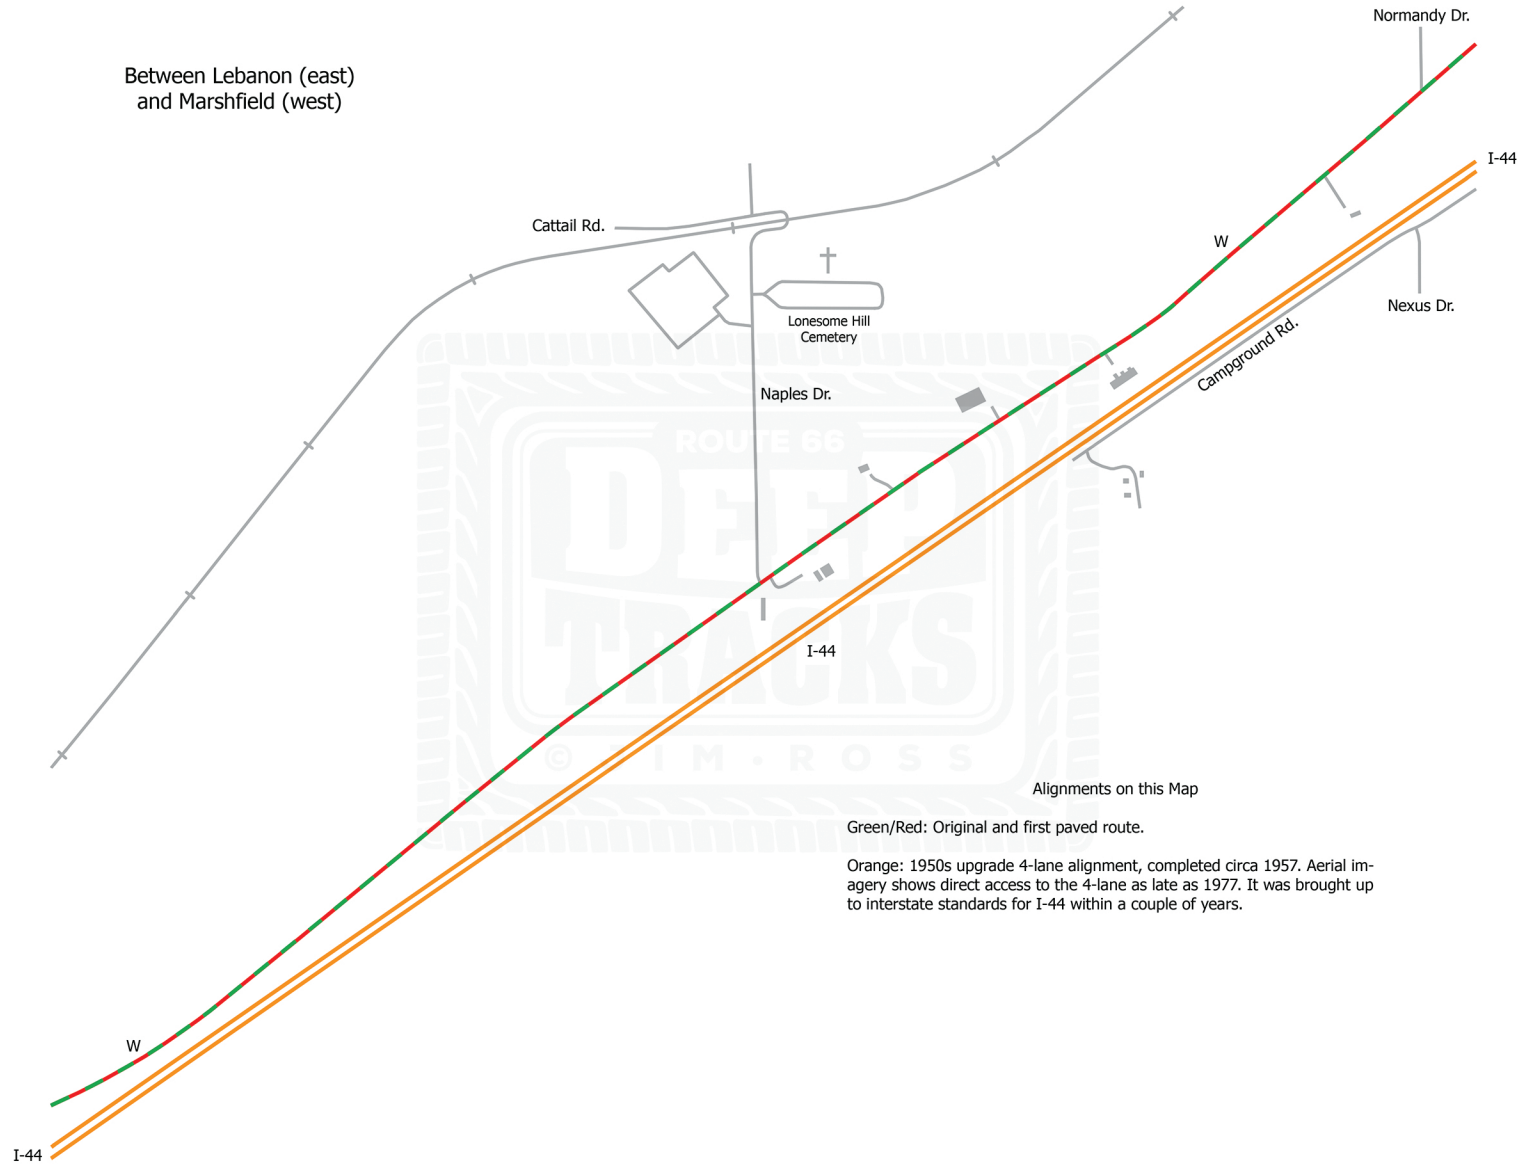 Normandy Dr.
Between Lebanon (east)
and Marshfield (west)
I-44
Cattail Rd.
W
Nexus Dr.
Lonesome Hill
Cemetery
Campground Rd.
Naples Dr.
ROUTE 66
DEEP
TRACKS
I-44
© TIM · ROSS
Alignments on this Map
Green/Red: Original and first paved route.
Orange: 1950s upgrade 4-lane alignment, completed circa 1957. Aerial im-
agery shows direct access to the 4-lane as late as 1977. It was brought up
to interstate standards for I-44 within a couple of years.
W
I-44